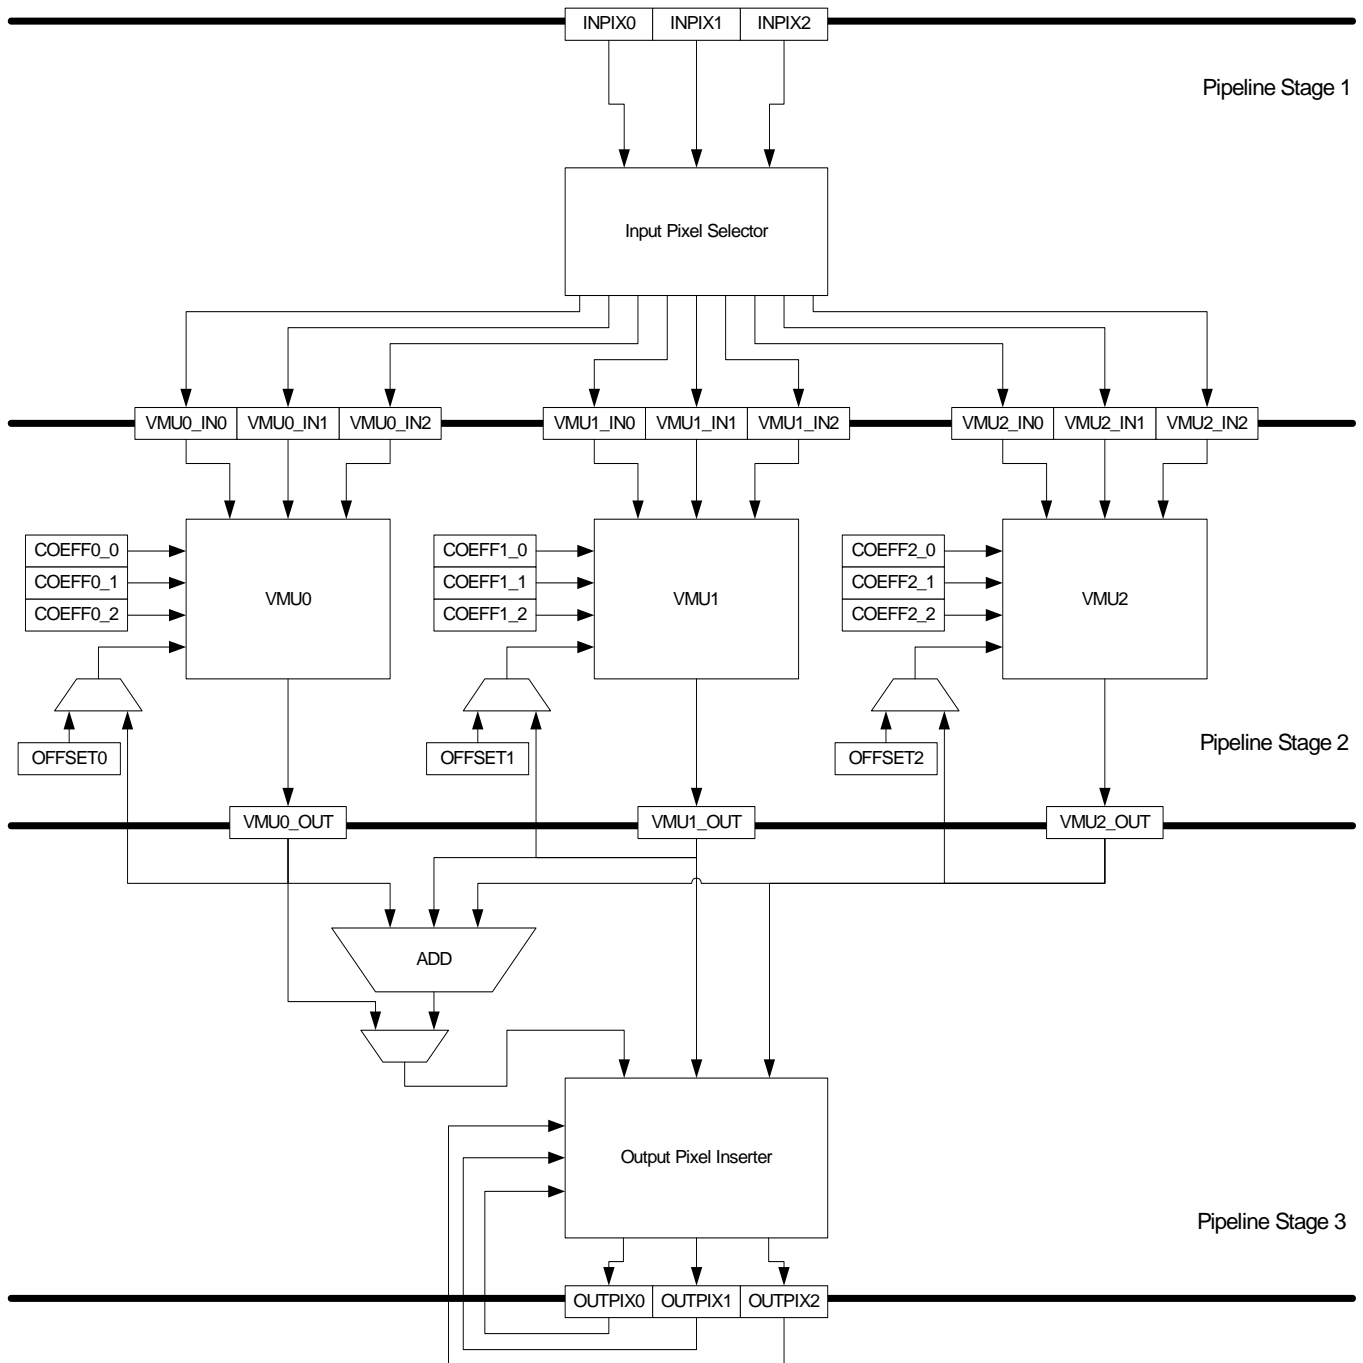 INPIX0 INPIX1 INPIX2
Pipeline Stage 1
Input Pixel Selector
VMU0_IN0 VMU0_IN1 VMU0_IN2 VMU1_IN0 VMU1_IN1 VMU1_IN2 VMU2_IN0 VMU2_IN1 VMU2_IN2
COEFF0_0 COEFF1_0 COEFF2_0
COEFF0_1 COEFF1_1 COEFF2_1
VMU0 VMU1 VMU2
COEFF0_2 COEFF1_2 COEFF2_2
Pipeline Stage 2
OFFSET0 OFFSET1 OFFSET2
VMU0_OUT VMU1_OUT VMU2_OUT
ADD
Output Pixel Inserter
Pipeline Stage 3
OUTPIX0 OUTPIX1 OUTPIX2